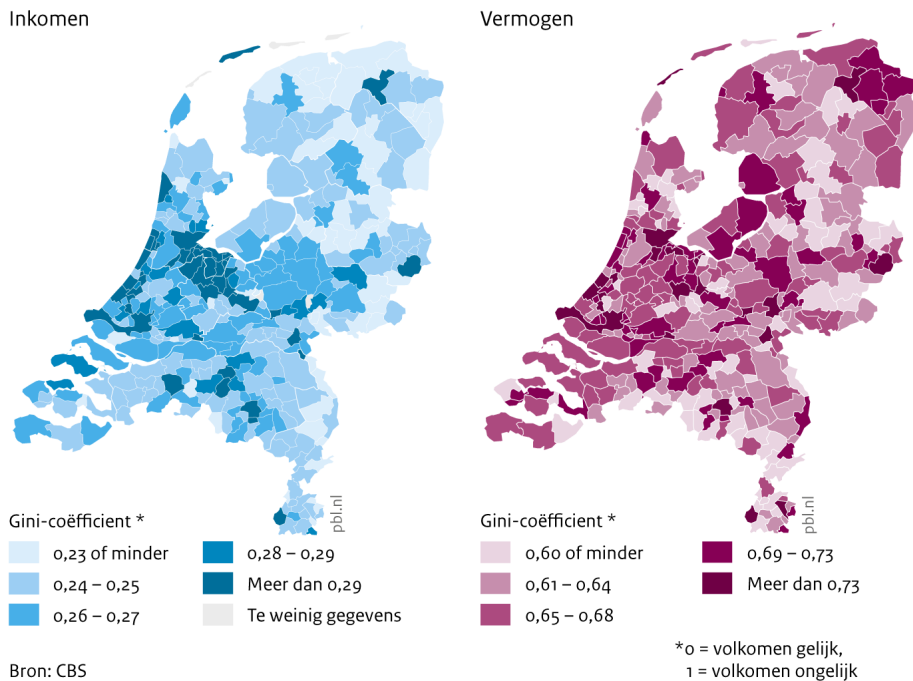 Inkomen
Vermogen
pbl.nl
pbl.nl
Gini-coëfficient *
0,23 of minder
0,24 – 0,25
0,26 – 0,27
0,28 – 0,29
Meer dan 0,29
Te weinig gegevens
Gini-coëfficient *
0,60 of minder
0,61 – 0,64
0,65 – 0,68
0,69 – 0,73
Meer dan 0,73
Bron: CBS
*0 = volkomen gelijk,
1 = volkomen ongelijk